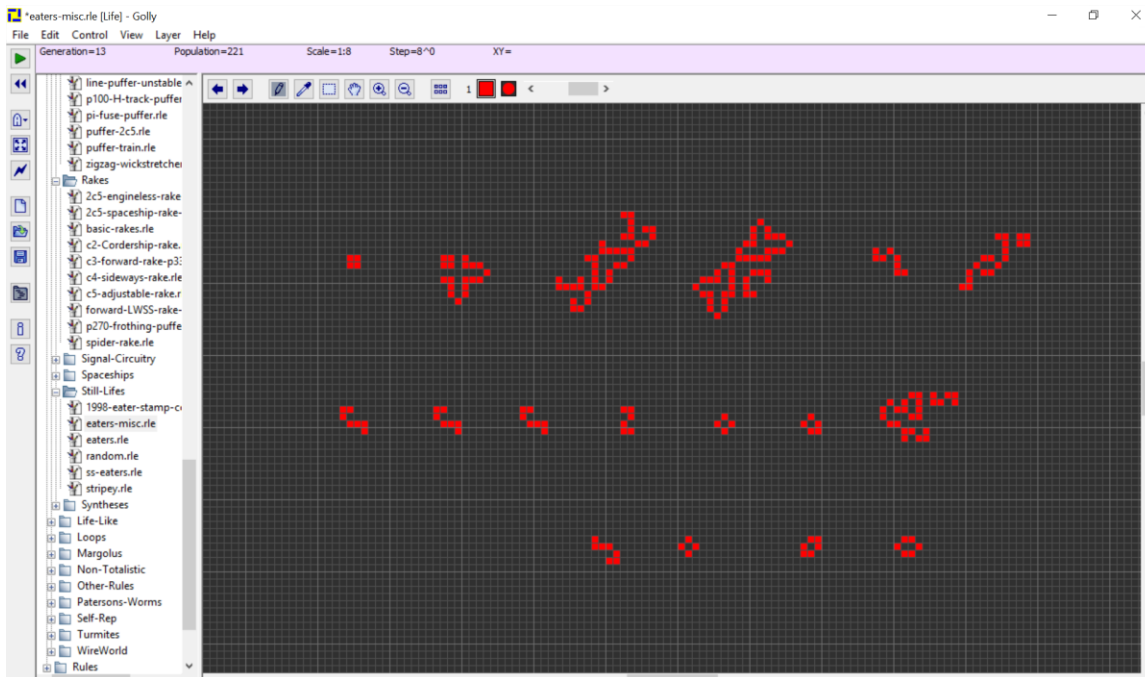 *eaters-misc.rle [Life] - Golly
File Edit Control View Layer Help
Generation=13 Population=221 Scale=1:8 Step=8^0 XY=
1
line-puffer-unstable
p100-H-track-puffer
pi-fuse-puffer.rle
puffer-2c5.rle
puffer-train.rle
zigzag-wickstretcher
Rakes
2c5-engineless-rake
2c5-spaceship-rake-
basic-rakes.rle
c2-Cordership-rake.
c3-forward-rake-p3
c4-sideways-rake.rle
c5-adjustable-rake.r
forward-LWSS-rake-
p270-frothing-puffe
spider-rake.rle
Signal-Circuitry
Spaceships
Still-Lifes
1998-eater-stamp-c
eaters-misc.rle
eaters.rle
random.rle
ss-eaters.rle
stripey.rle
Syntheses
Life-Like
Loops
Margolus
Non-Totalistic
Other-Rules
Patersons-Worms
Self-Rep
Turmites
WireWorld
Rules